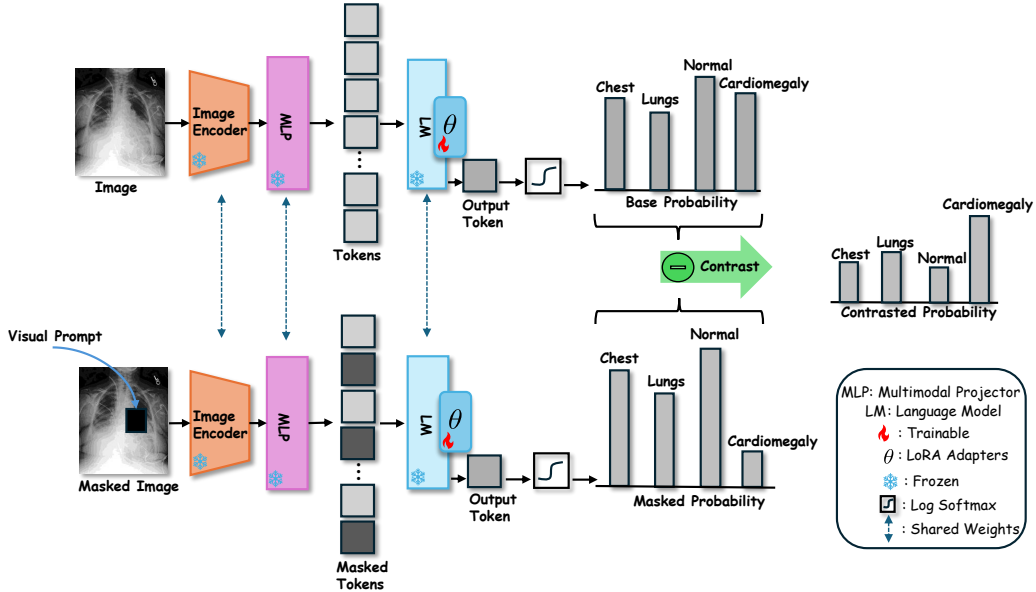 Image
Image
Encoder
MLP
Tokens
LM
θ
Output
Token
Chest
Lungs
Normal
Cardiomegaly
Base Probability
Contrast
Chest
Lungs
Normal
Cardiomegaly
Contrasted Probability
Visual Prompt
Masked Image
Image
Encoder
MLP
Masked
Tokens
LM
θ
Output
Token
Chest
Lungs
Normal
Cardiomegaly
Masked Probability
MLP: Multimodal Projector
LM: Language Model
: Trainable
θ : LoRA Adapters
: Frozen
: Log Softmax
: Shared Weights